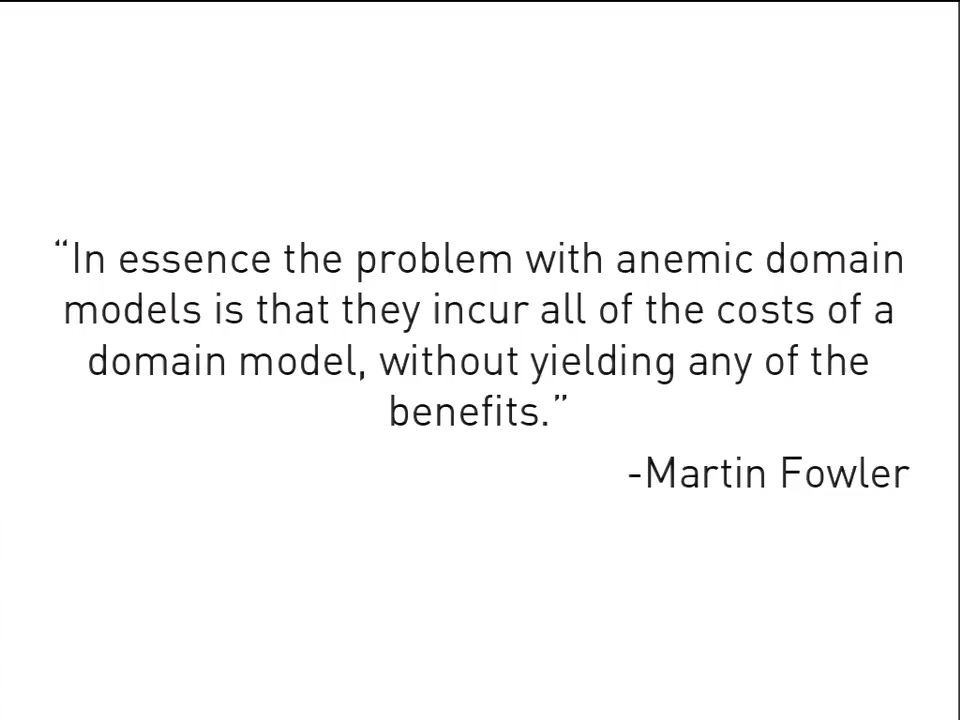 “In essence the problem with anemic domain
models is that they incur all of the costs of a
domain model, without yielding any of the
benefits.”
-Martin Fowler